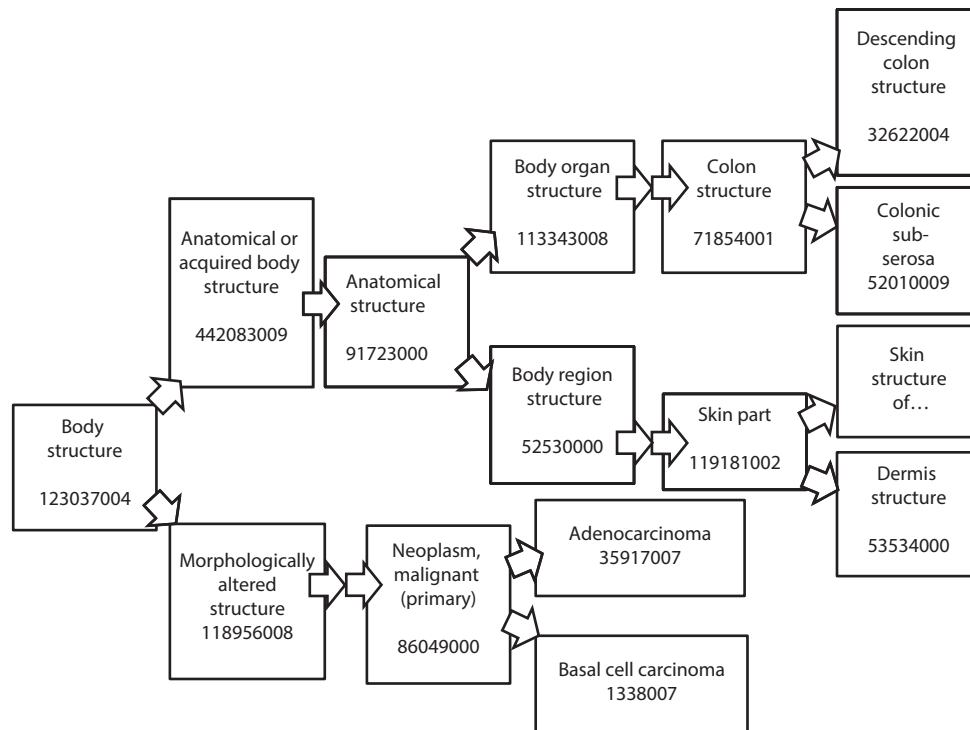 Body
structure
123037004
Anatomical or
acquired body
structure
442083009
Anatomical
structure
91723000
Body organ
structure
113343008
Colon
structure
71854001
Descending
colon
structure
32622004
Colonic
sub-
serosa
52010009
Body region
structure
52530000
Skin part
119181002
Skin
structure
of...
Dermis
structure
53534000
Morphologically
altered
structure
118956008
Neoplasm,
malignant
(primary)
86049000
Adenocarcinoma
35917007
Basal cell carcinoma
1338007